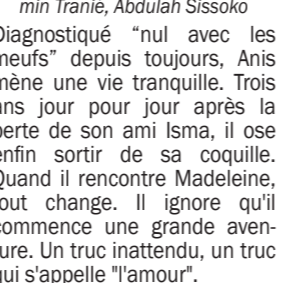 min Tranié, Abdulah Sissoko
Diagnostiqué “nul avec les
meufs” depuis toujours, Anis
mène une vie tranquille. Trois
ans jour pour jour après la
perte de son ami Isma, il ose
enfin sortir de sa coquille.
Quand il rencontre Madeleine,
tout change. Il ignore qu'il
commence une grande aven-
ture. Un truc inattendu, un truc
qui s'appelle "l'amour".